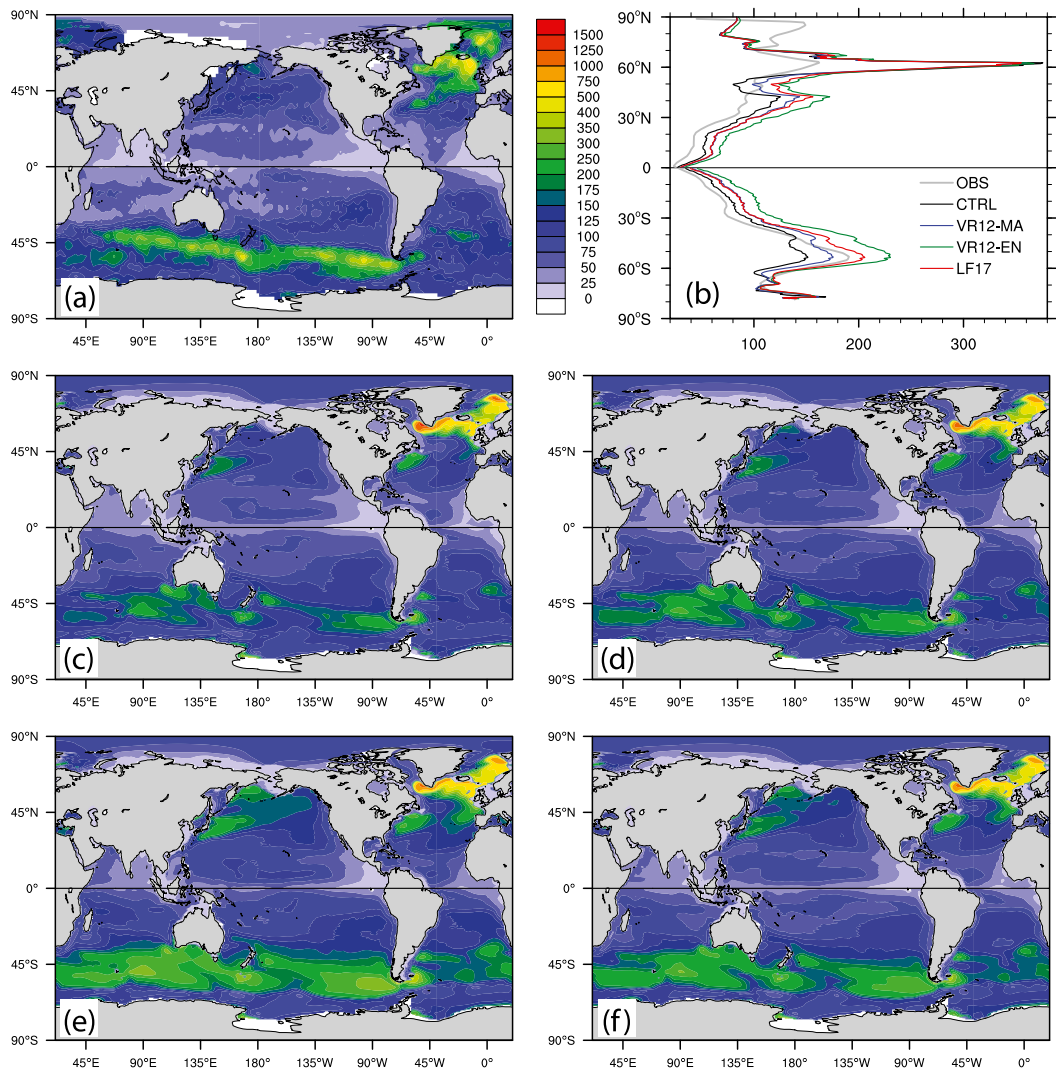 90°N
45°N
0°
45°S
90°S
45°E
90°E
135°E
180°
135°W
90°W
45°W
0°
(a)
1500
1250
1000
750
500
400
350
300
250
200
175
150
125
100
75
50
25
0
90°N
60°N
30°N
0
30°S
60°S
90°S
100
200
300
OBS
CTRL
VR12-MA
VR12-EN
LF17
(b)
90°N
45°N
0°
45°S
90°S
45°E
90°E
135°E
180°
135°W
90°W
45°W
0°
(c)
90°N
45°N
0°
45°S
90°S
45°E
90°E
135°E
180°
135°W
90°W
45°W
0°
(d)
90°N
45°N
0°
45°S
90°S
45°E
90°E
135°E
180°
135°W
90°W
45°W
0°
(e)
90°N
45°N
0°
45°S
90°S
45°E
90°E
135°E
180°
135°W
90°W
45°W
0°
(f)